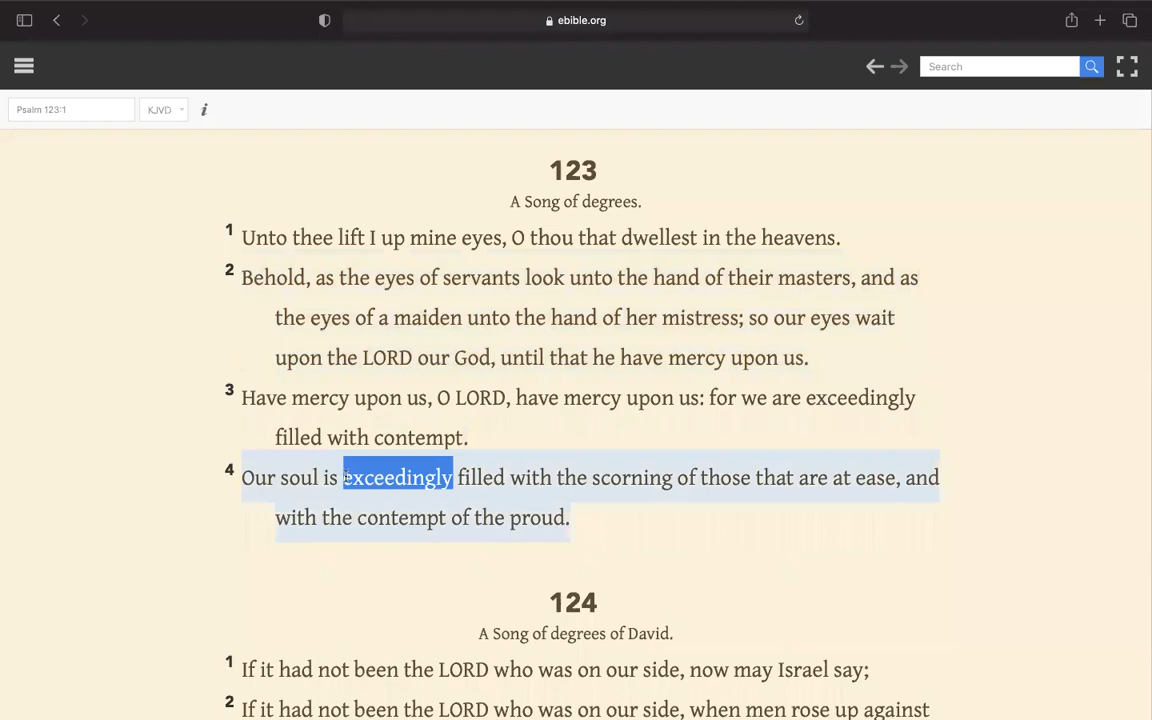 ebible.org
Search
Psalm 123:1
KJVD
i
123
A Song of degrees.
1 Unto thee lift I up mine eyes, O thou that dwellest in the heavens.
2 Behold, as the eyes of servants look unto the hand of their masters, and as
the eyes of a maiden unto the hand of her mistress; so our eyes wait
upon the LORD our God, until that he have mercy upon us.
3 Have mercy upon us, O LORD, have mercy upon us: for we are exceedingly
filled with contempt.
4 Our soul is exceedingly filled with the scorning of those that are at ease, and
with the contempt of the proud.
124
A Song of degrees of David.
1 If it had not been the LORD who was on our side, now may Israel say;
2 If it had not been the LORD who was on our side, when men rose up against